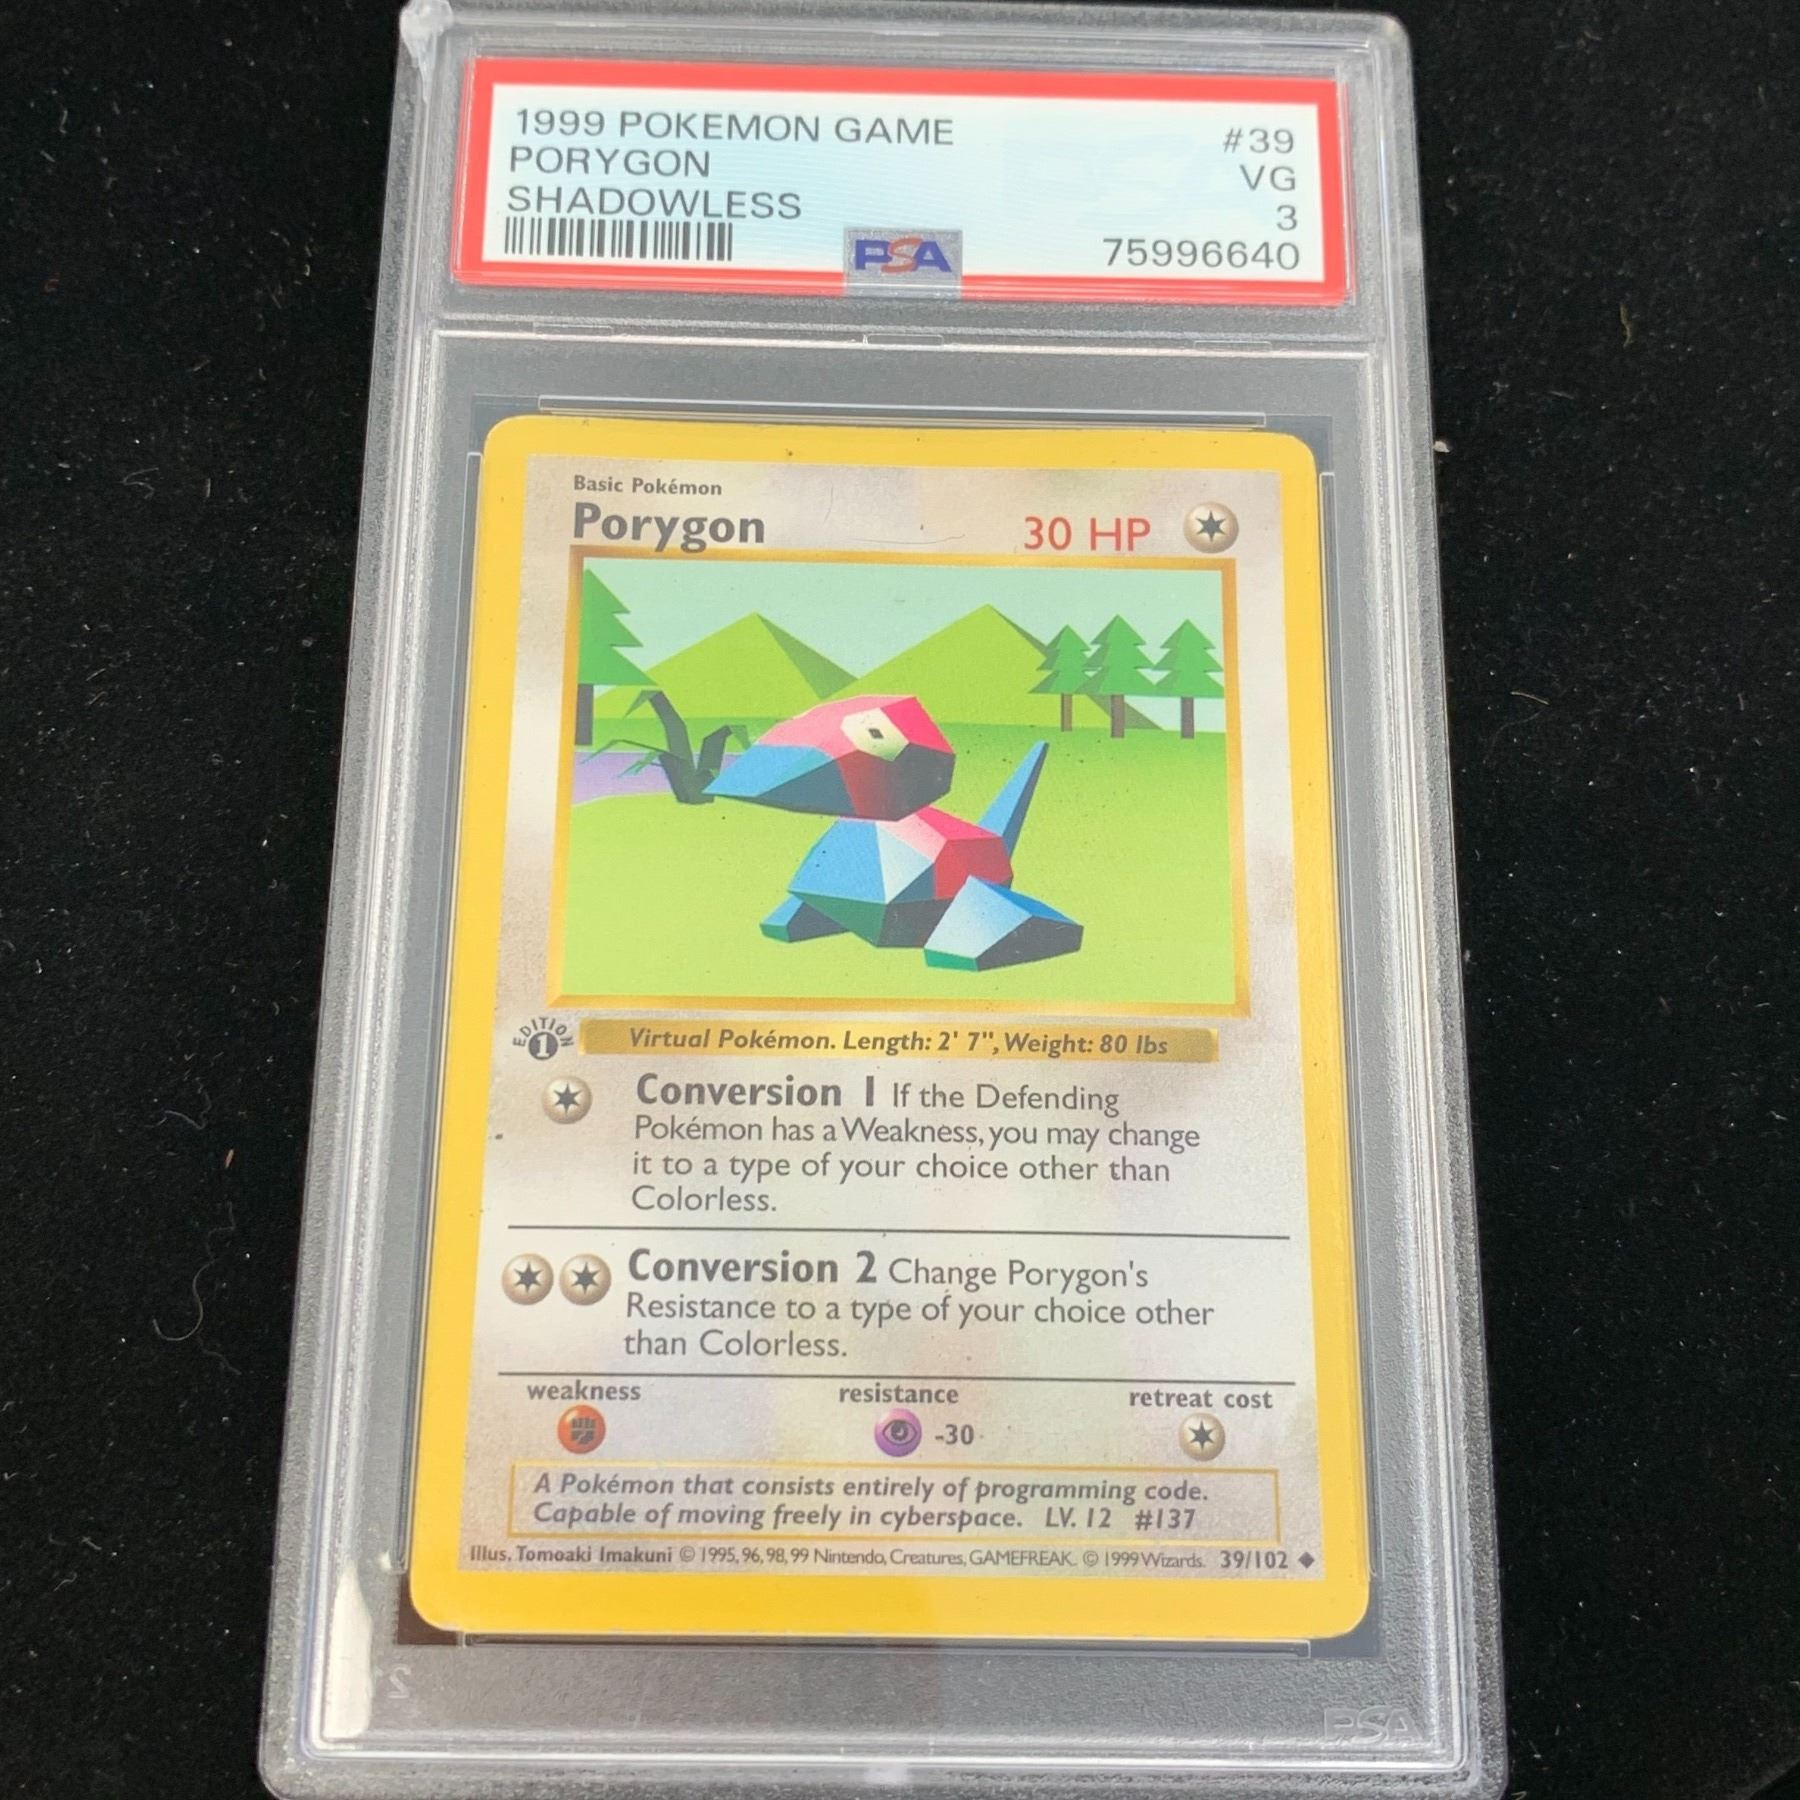 1999 POKEMON GAME #39
PORYGON VG
SHADOWLESS 3
PSA 75996640
Basic Pokémon
Porygon 30 HP
EDITION
1
Virtual Pokémon. Length: 2' 7", Weight: 80 lbs
Conversion 1 If the Defending
Pokémon has a Weakness, you may change
it to a type of your choice other than
Colorless.
Conversion 2 Change Porygon's
Resistance to a type of your choice other
than Colorless.
weakness resistance retreat cost
-30
A Pokémon that consists entirely of programming code.
Capable of moving freely in cyberspace. LV. 12 #137
Illus. Tomoaki Imakuni © 1995, 96, 98, 99 Nintendo, Creatures, GAMEFREAK. © 1999 Wizards. 39/102
2
PSA